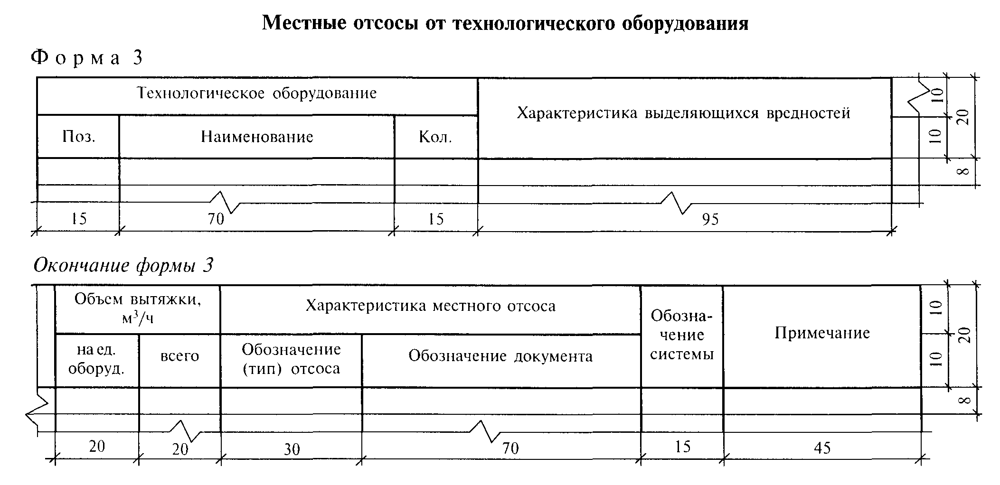 Местные отсосы от технологического оборудования
Форма 3
Технологическое оборудование
Характеристика выделяющихся вредностей
Поз.
Наименование
Кол.
10
10
20
8
15
70
15
95
Окончание формы 3
Объем вытяжки,
м³/ч
Характеристика местного отсоса
Обозна-
чение
системы
Примечание
на ед.
оборуд.
всего
Обозначение
(тип) отсоса
Обозначение документа
10
10
20
8
20
20
30
70
15
45